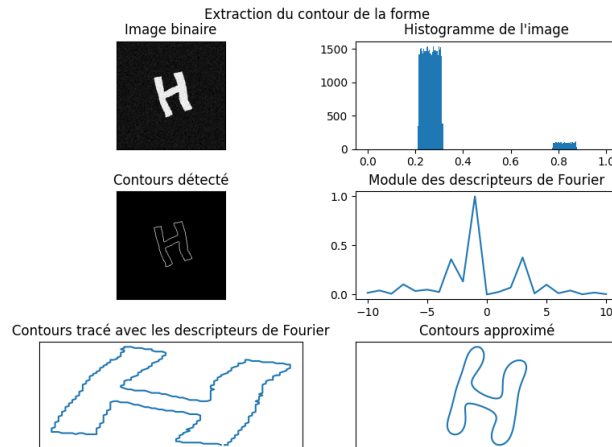 Extraction du contour de la forme
Image binaire
Histogramme de l'image
H
1500
1000
500
0
0.0 0.2 0.4 0.6 0.8 1.0
Contours détecté
Module des descripteurs de Fourier
H
1.0
0.5
0.0
−10 −5 0 5 10
Contours tracé avec les descripteurs de Fourier
Contours approximé
H
H